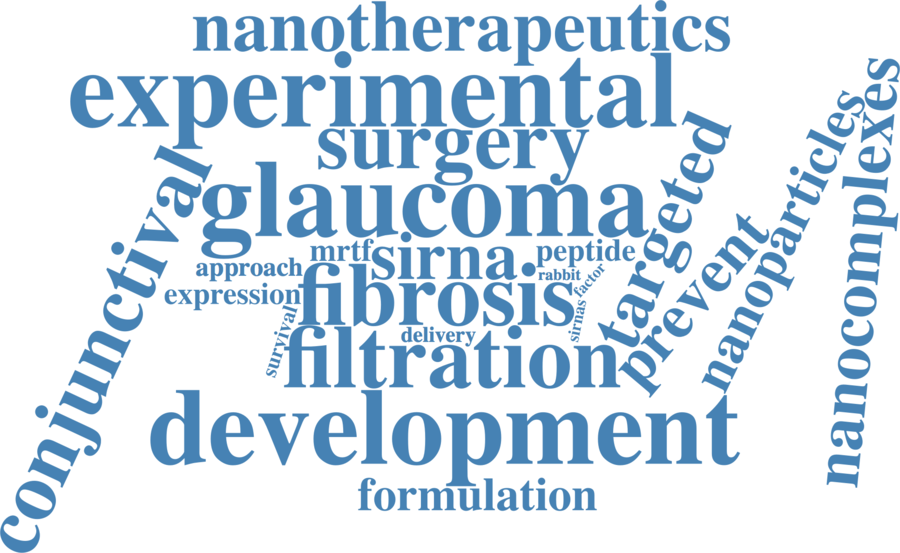 nanotherapeutics
experimental
surgery
glaucoma
conjunctival
targeted
prevent
nanoparticles
nanocomplexes
mrtf
sirna
peptide
approach
rabbit
factor
expression
fibrosis
sirnas
survival
delivery
filtration
development
formulation